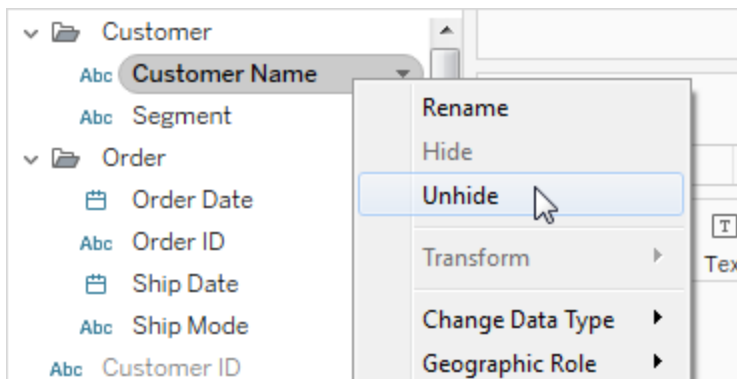 Customer
Abc Customer Name
Abc Segment
Order
Order Date
Abc Order ID
Ship Date
Abc Ship Mode
Abc Customer ID
Rename
Hide
Unhide
Transform
Change Data Type
Geographic Role
T